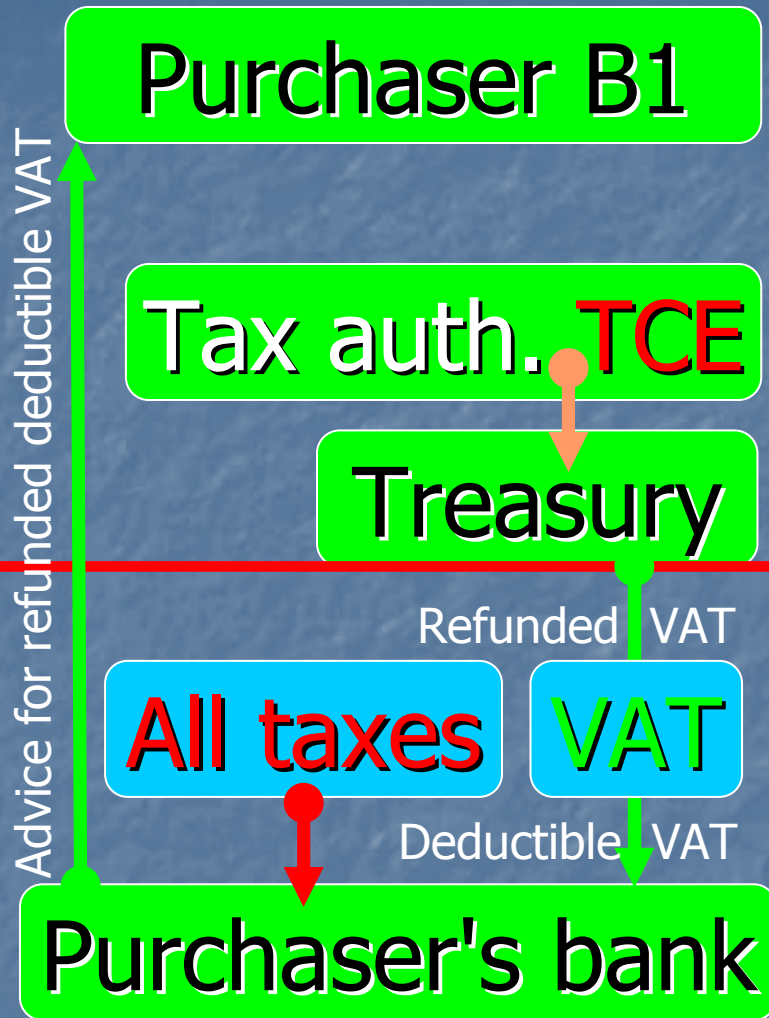 Purchaser B1
Advice for refunded deductible VAT
Tax auth. TCE
Treasury
Refunded VAT
All taxes
VAT
Deductible VAT
Purchaser's bank